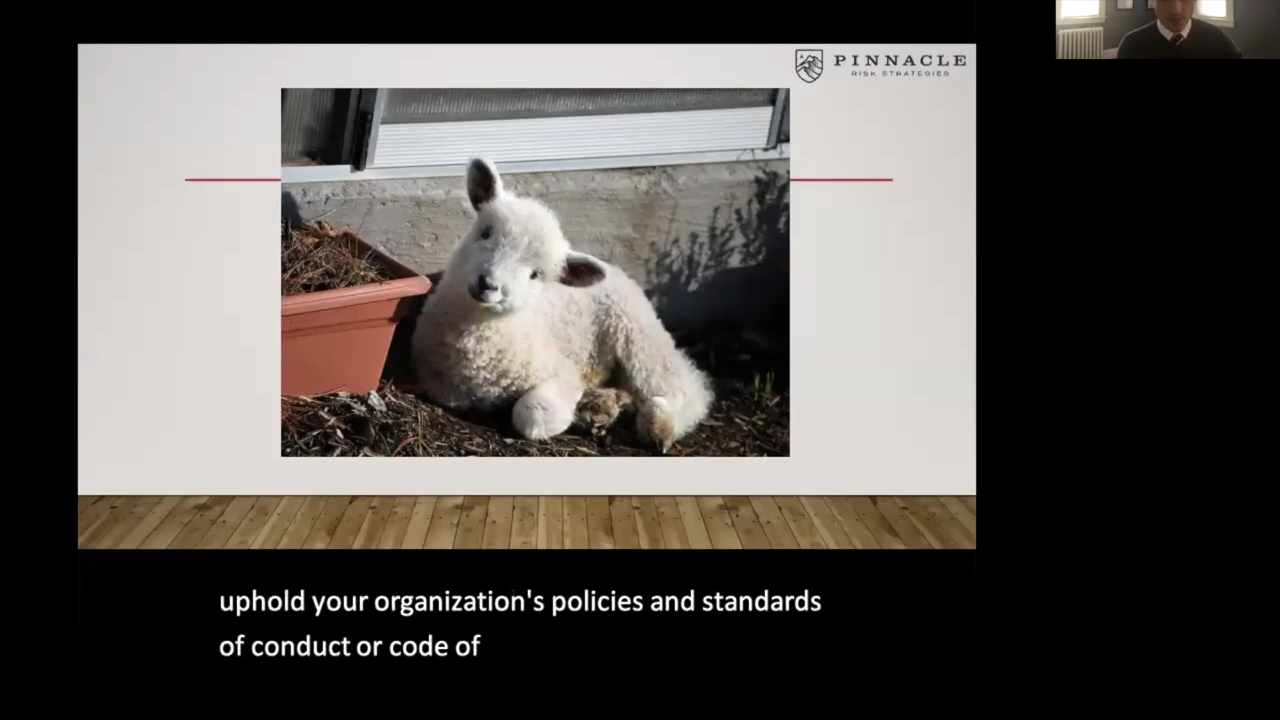 PINNACLE
RISK STRATEGIES
uphold your organization's policies and standards
of conduct or code of